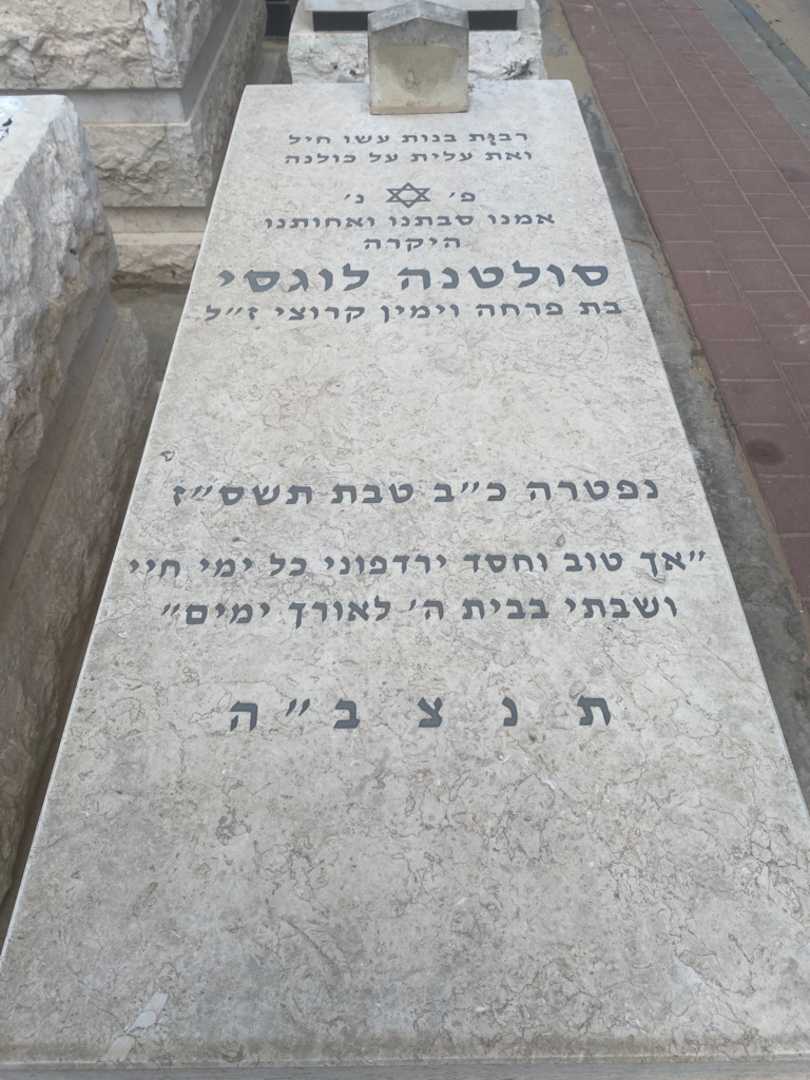 רבות בנות עשו חיל
ואת עלית על כולנה
פ׳ נ׳
אמנו סבתנו ואחותנו
היקרה
סולטנה לוגסי
בת פרחה וימין קרוצי ז״ל
נפטרה כ״ב טבת תשס״ז
״אך טוב וחסד ירדפוני כל ימי חיי
ושבתי בבית ה׳ לאורך ימים״
ת נ צ ב ״ ה